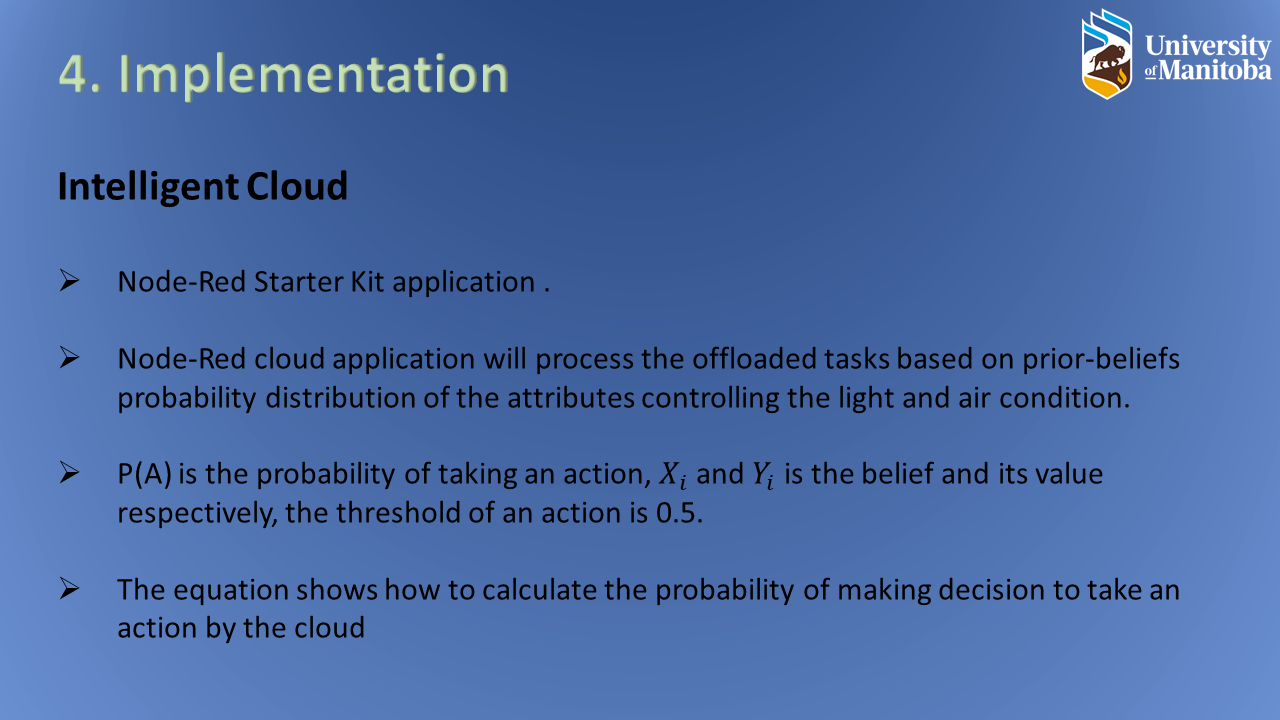 4. Implementation
University
of Manitoba
Intelligent Cloud
➢ Node-Red Starter Kit application .
➢ Node-Red cloud application will process the offloaded tasks based on prior-beliefs
probability distribution of the attributes controlling the light and air condition.
➢ P(A) is the probability of taking an action, 𝑋ᵢ and 𝑌ᵢ is the belief and its value
respectively, the threshold of an action is 0.5.
➢ The equation shows how to calculate the probability of making decision to take an
action by the cloud